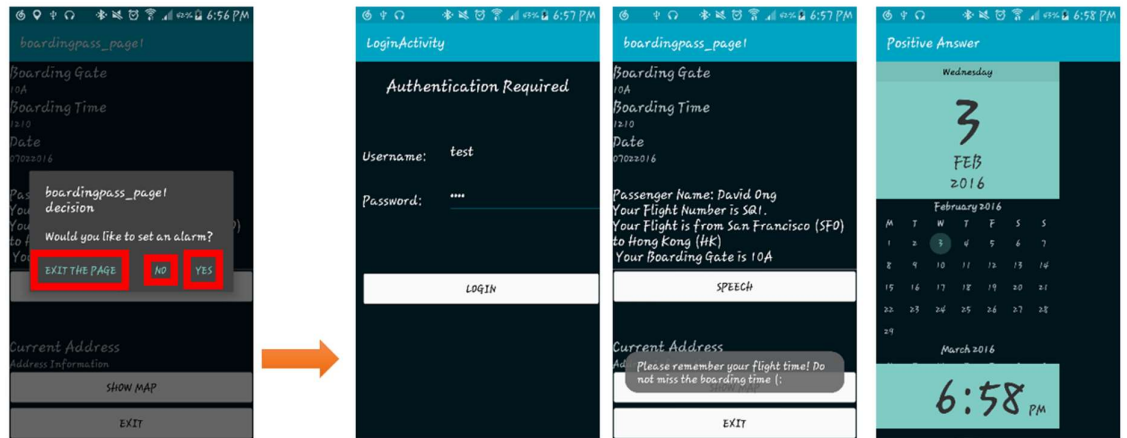 62% 6:56 PM
boardingpass_page1
Boarding Gate
10A
Boarding Time
1210
Date
07022016
boardingpass_page1
decision
Would you like to set an alarm?
EXIT THE PAGE
NO
YES
Current Address
Address Information
SHOW MAP
EXIT
63% 6:57 PM
LoginActivity
Authentication Required
Username:
test
Password:
••••
LOGIN
62% 6:57 PM
boardingpass_page1
Boarding Gate
10A
Boarding Time
1210
Date
07022016
Passenger Name: David Ong
Your Flight Number is SQ1.
Your Flight is from San Francisco (SFO)
to Hong Kong (HK)
Your Boarding Gate is 10A
SPEECH
Current Address
Please remember your flight time! Do
not miss the boarding time (:
SHOW MAP
EXIT
63% 6:58 PM
Positive Answer
Wednesday
3
FEB
2016
February 2016
M T W T F S S
1 2 3 4 5 6 7
8 9 10 11 12 13 14
15 16 17 18 19 20 21
22 23 24 25 26 27 28
29
March 2016
6:58 PM